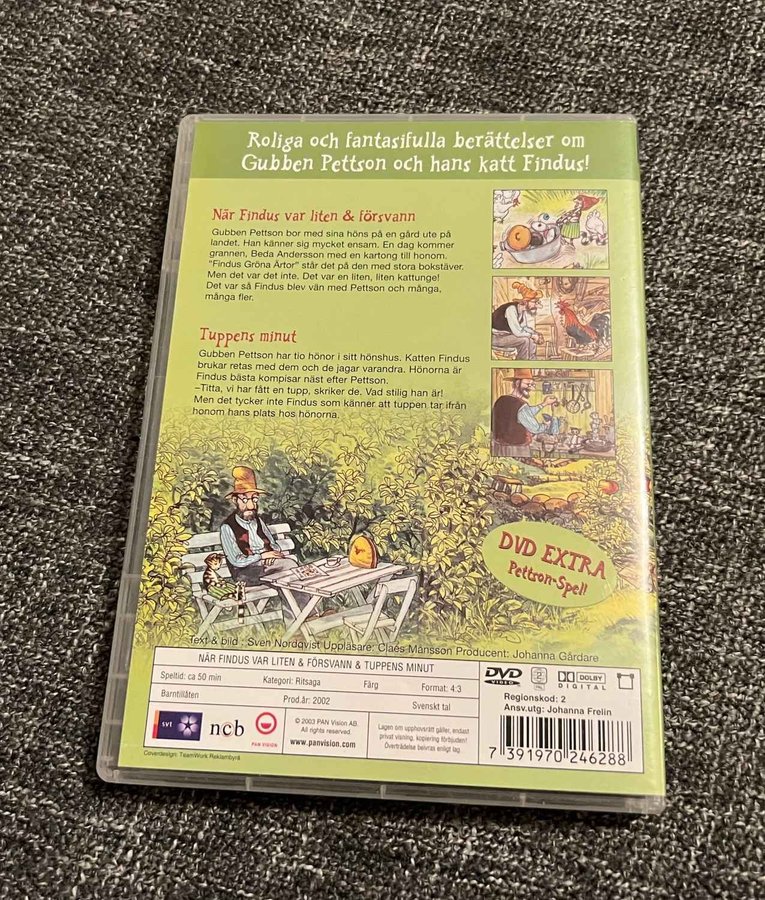 Roliga och fantasifulla berättelser om
Gubben Pettson och hans katt Findus!
När Findus var liten & försvann
Gubben Pettson bor med sina höns på en gård ute på
landet. Han känner sig mycket ensam. En dag kommer
grannen, Beda Andersson med en kartong till honom.
"Findus Gröna Ärtor" står det på den med stora bokstäver.
Men det var det inte. Det var en liten, liten kattunge!
Det var så Findus blev vän med Pettson och många,
många fler.
Tuppens minut
Gubben Pettson har tio hönor i sitt hönshus. Katten Findus
brukar retas med dem och de jagar varandra. Hönorna är
Findus bästa kompisar näst efter Pettson.
–Titta, vi har fått en tupp, skriker de. Vad stilig han är!
Men det tycker inte Findus som känner att tuppen tar ifrån
honom hans plats hos hönorna.
DVD EXTRA
Pettson-Spel!
Text & bild : Sven Nordqvist Uppläsare: Claes Månsson Producent: Johanna Gårdare
NÄR FINDUS VAR LITEN & FÖRSVANN & TUPPENS MINUT
Speltid: ca 50 min Kategori: Ritsaga Färg Format: 4:3
Barntillåten Prod.år: 2002 Svenskt tal
svt ncb PAN VISION
© 2003 PAN Vision AB.
All rights reserved.
www.panvision.com
Lagen om upphovsrätt gäller, endast
privat visning, kopiering förbjuden!
Överträdelse beivras enligt lag.
DVD VIDEO 2 PAL DOLBY DIGITAL
Regionskod: 2
Ansv.utg: Johanna Frelin
7 391970 246288
Coverdesign: TeamWork Reklambyrå